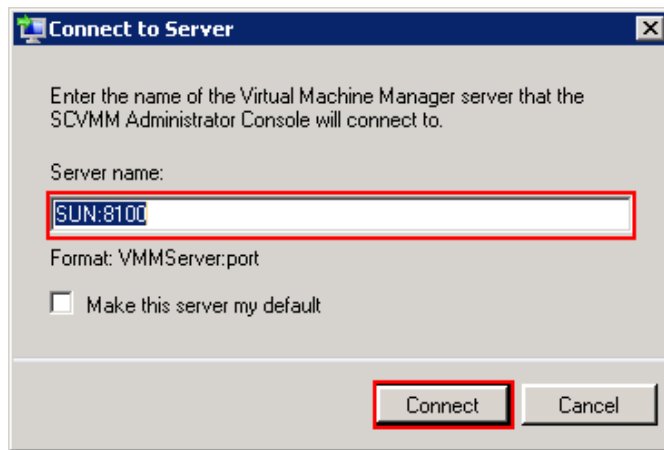 Connect to Server
Enter the name of the Virtual Machine Manager server that the
SCVMM Administrator Console will connect to.
Server name:
SUN:8100
Format: VMMServer:port
Make this server my default
Connect
Cancel